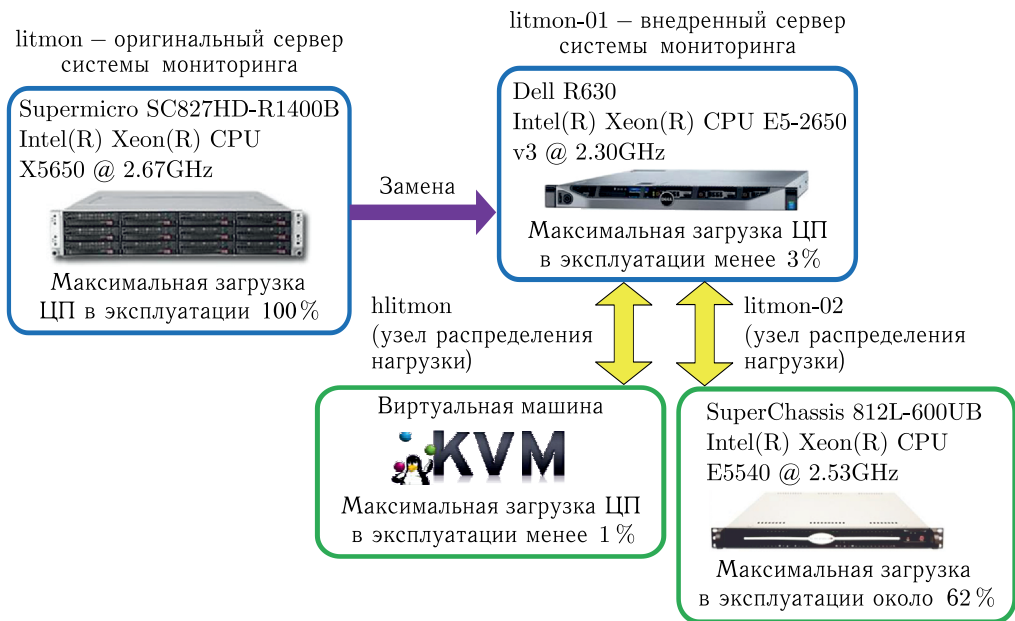 litmon – оригинальный сервер
системы мониторинга
Supermicro SC827HD-R1400B
Intel(R) Xeon(R) CPU
X5650 @ 2.67GHz
Максимальная загрузка
ЦП в эксплуатации 100%
Замена
litmon-01 – внедренный сервер
системы мониторинга
Dell R630
Intel(R) Xeon(R) CPU E5-2650
v3 @ 2.30GHz
Максимальная загрузка ЦП
в эксплуатации менее 3%
hlitmon
(узел распределения
нагрузки)
litmon-02
(узел распределения
нагрузки)
Виртуальная машина
KVM
Максимальная загрузка ЦП
в эксплуатации менее 1%
SuperChassis 812L-600UB
Intel(R) Xeon(R) CPU
E5540 @ 2.53GHz
Максимальная загрузка
в эксплуатации около 62%